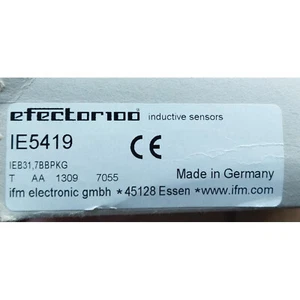 efector100 inductive sensors
IE5419
CE
IEB31,7BBPKG
T AA 1309 7055
Made in Germany
ifm electronic gmbh ★45128 Essen ★www.ifm.com